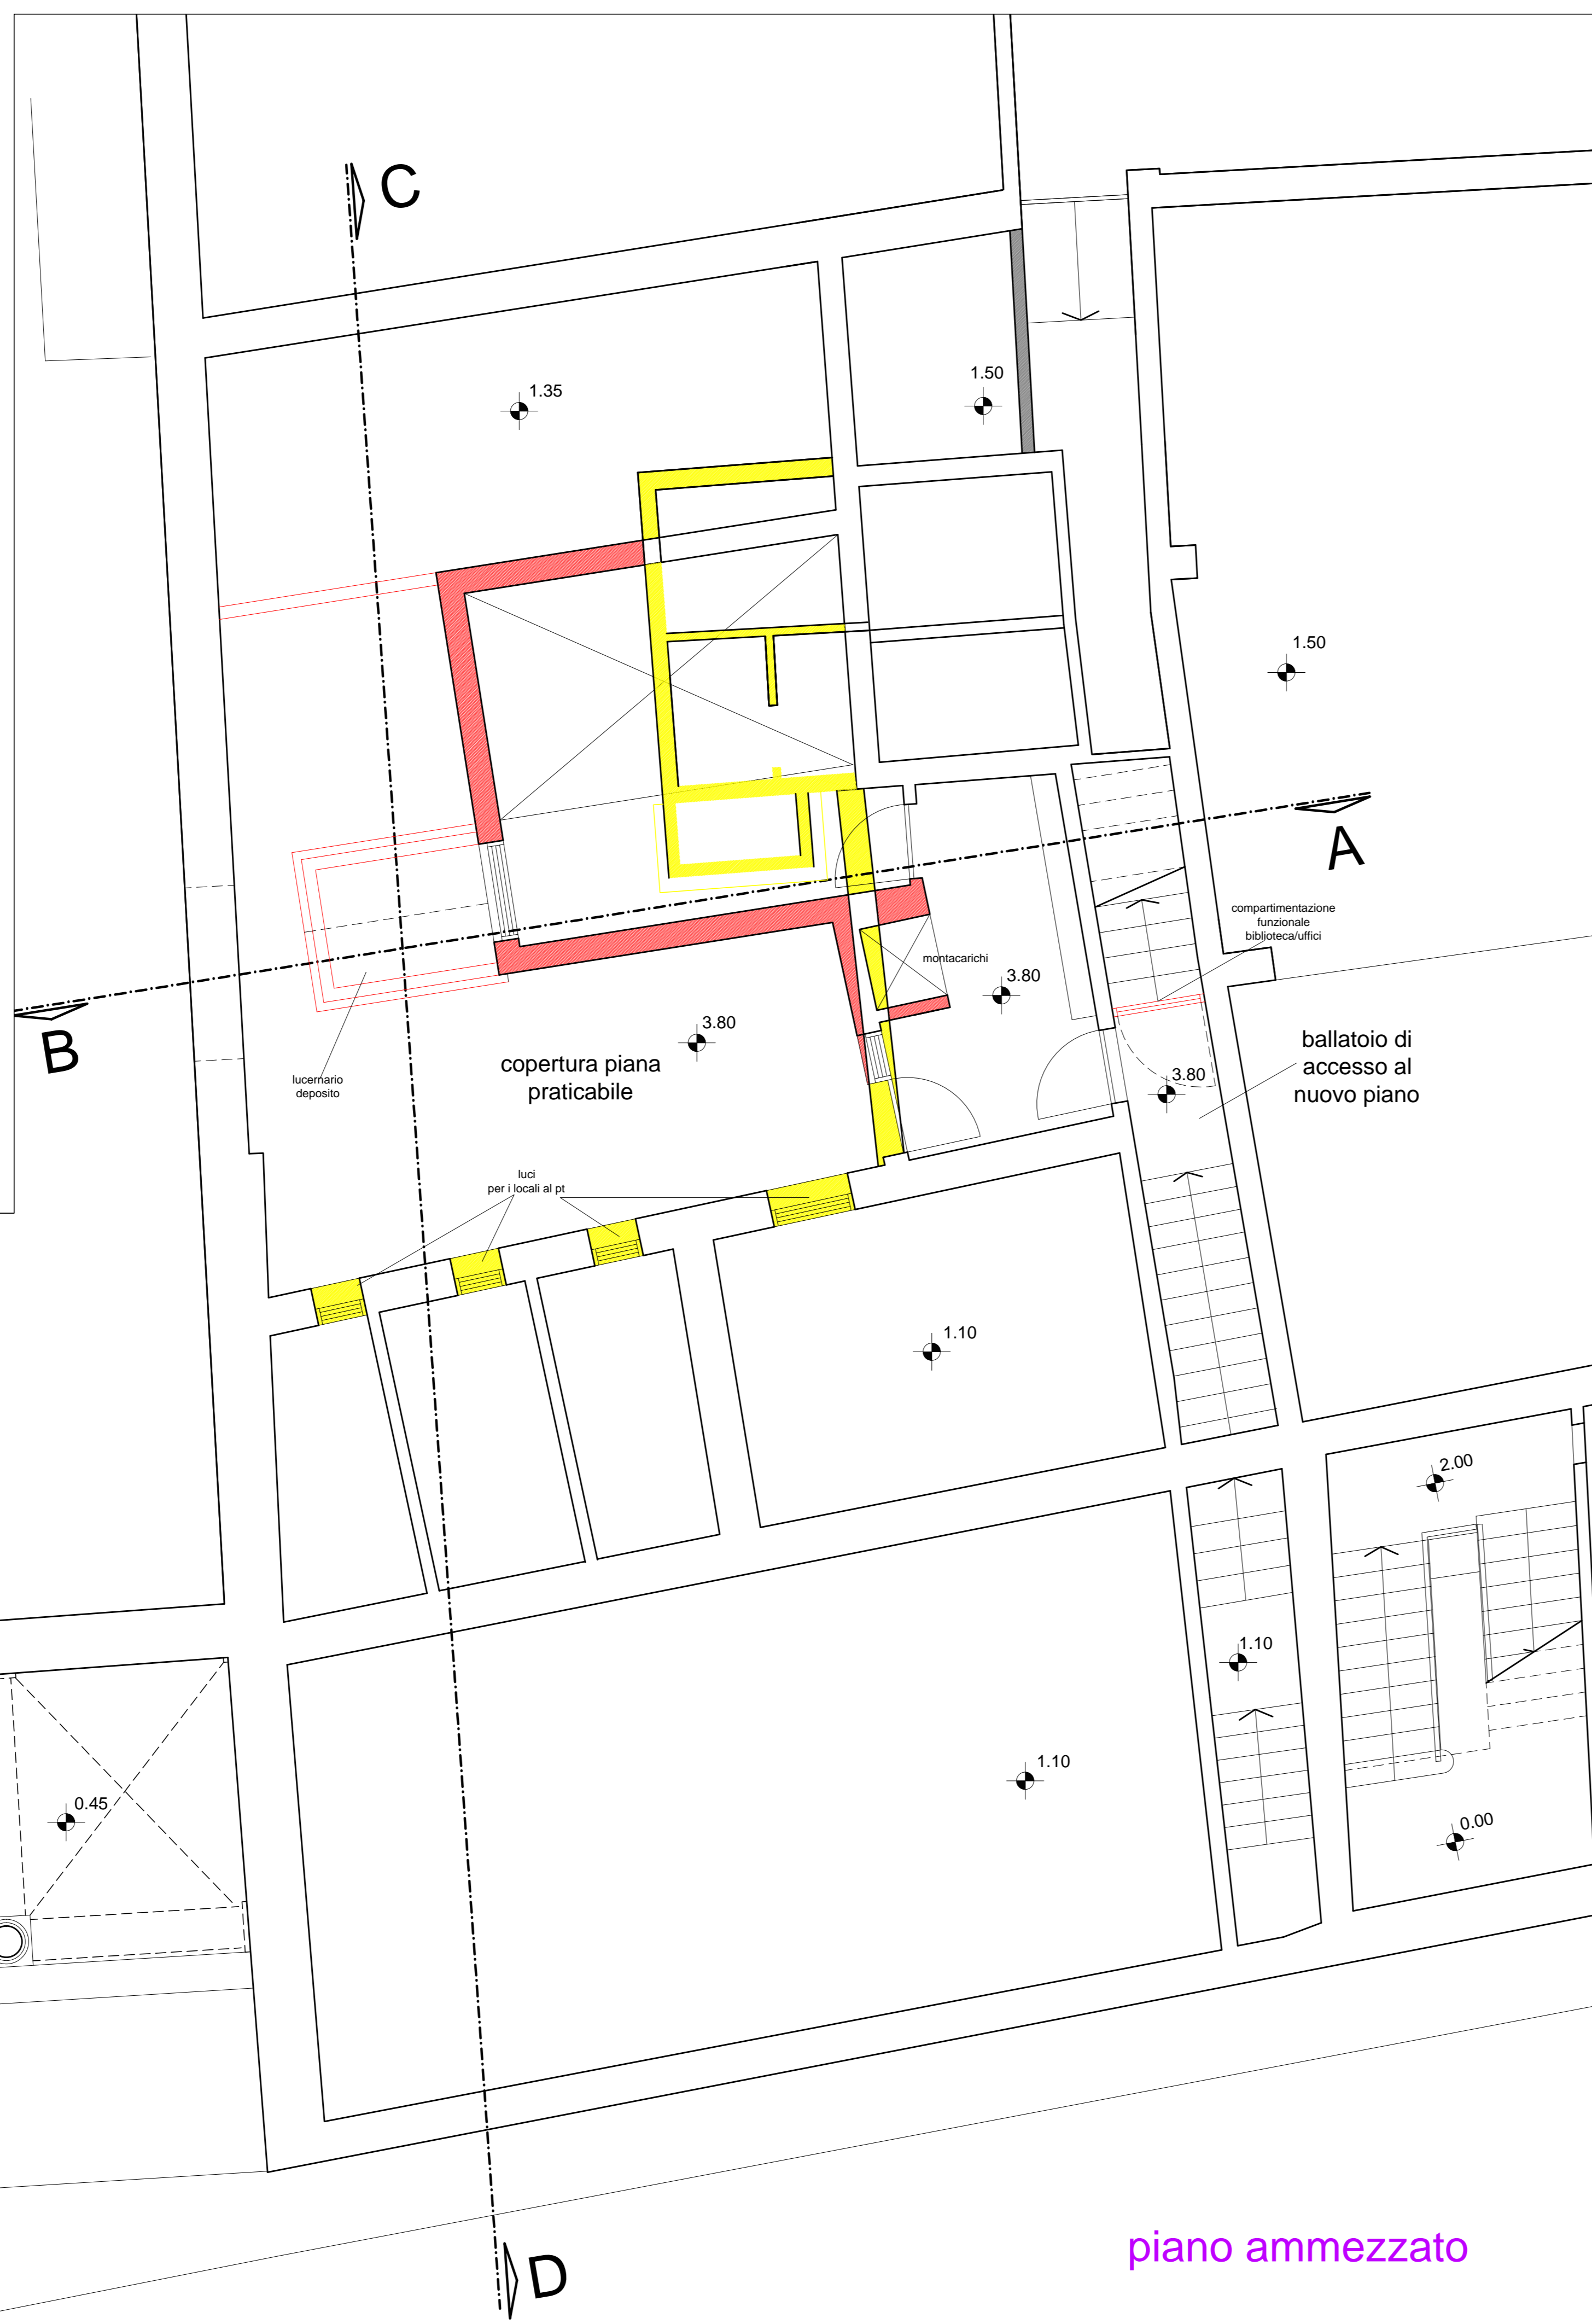 C
1.35
1.50
1.50
A
compartimentazione
funzionale
biblioteca/uffici
montacarichi
3.80
3.80
B
copertura piana
praticabile
lucernario
deposito
3.80
ballatoio di
accesso al
nuovo piano
luci
per i locali al pt
1.10
2.00
1.10
1.10
0.45
0.00
piano ammezzato
D